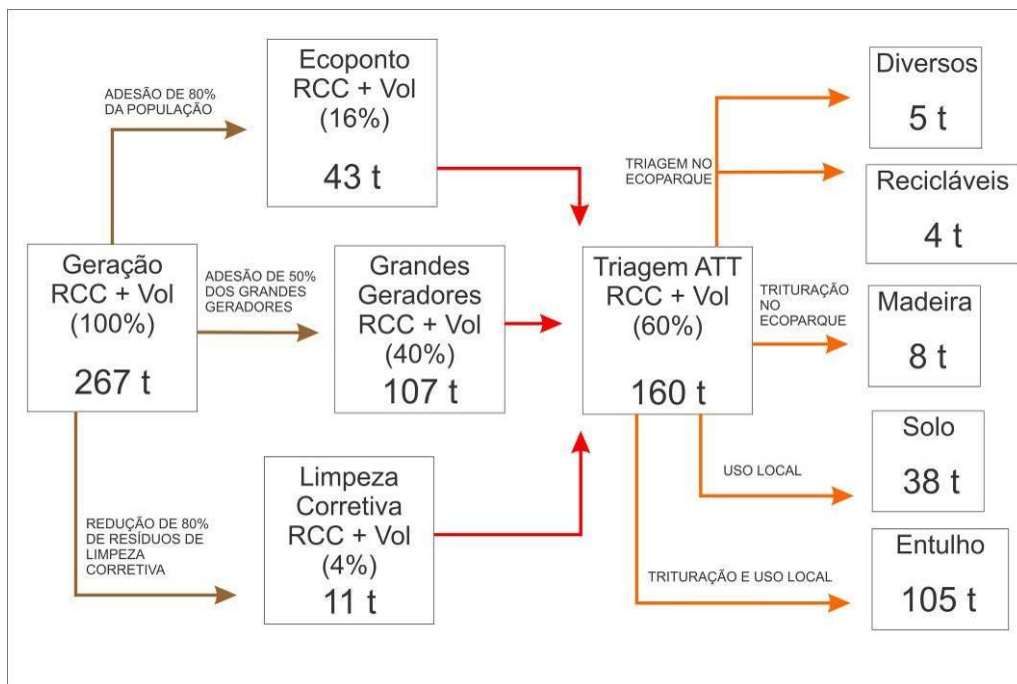 Ecoponto
RCC + Vol
(16%)
43 t
ADESÃO DE 80%
DA POPULAÇÃO
Geração
RCC + Vol
(100%)
267 t
ADESÃO DE 50%
DOS GRANDES
GERADORES
Grandes
Geradores
RCC + Vol
(40%)
107 t
REDUÇÃO DE 80%
DE RESÍDUOS DE
LIMPEZA
CORRETIVA
Limpeza
Corretiva
RCC + Vol
(4%)
11 t
Triagem ATT
RCC + Vol
(60%)
160 t
TRIAGEM NO
ECOPARQUE
Diversos
5 t
Recicláveis
4 t
TRITURAÇÃO
NO
ECOPARQUE
Madeira
8 t
USO LOCAL
Solo
38 t
TRITURAÇÃO E USO LOCAL
Entulho
105 t